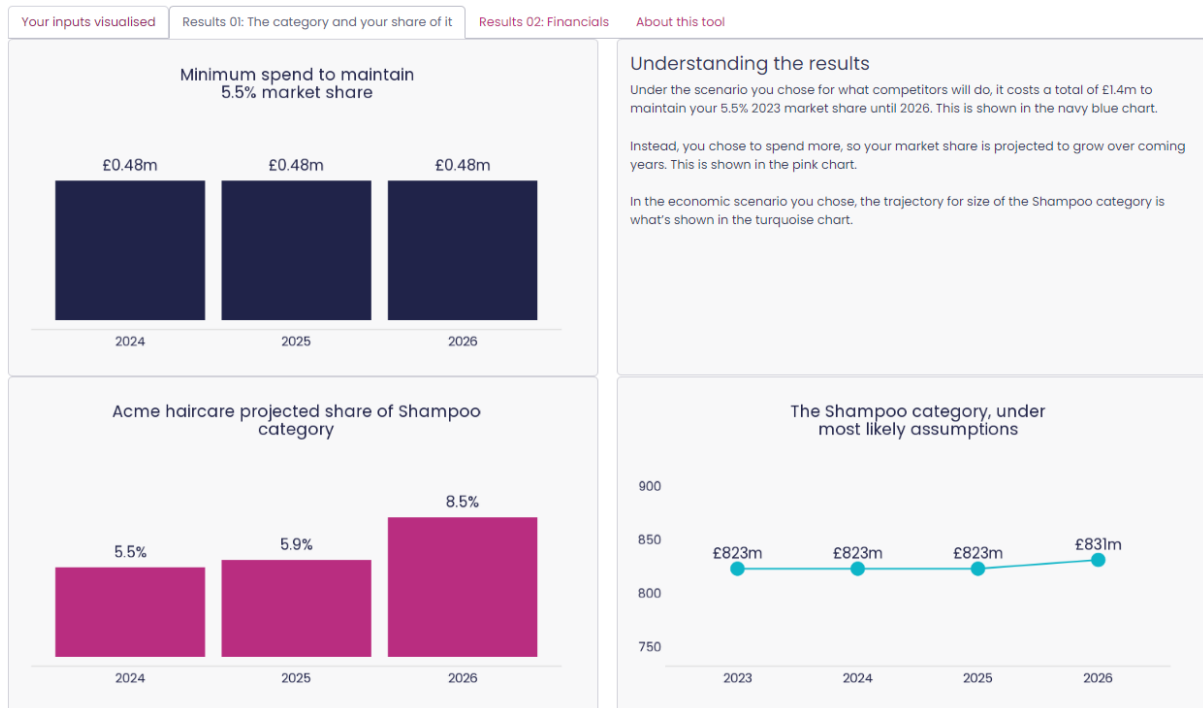 Your inputs visualised
Results 01: The category and your share of it
Results 02: Financials
About this tool
Minimum spend to maintain
5.5% market share
£0.48m
£0.48m
£0.48m
2024
2025
2026
Understanding the results
Under the scenario you chose for what competitors will do, it costs a total of £1.4m to
maintain your 5.5% 2023 market share until 2026. This is shown in the navy blue chart.
Instead, you chose to spend more, so your market share is projected to grow over coming
years. This is shown in the pink chart.
In the economic scenario you chose, the trajectory for size of the Shampoo category is
what's shown in the turquoise chart.
Acme haircare projected share of Shampoo
category
5.5%
5.9%
8.5%
2024
2025
2026
The Shampoo category, under
most likely assumptions
900
850
800
750
£823m
£823m
£823m
£831m
2023
2024
2025
2026